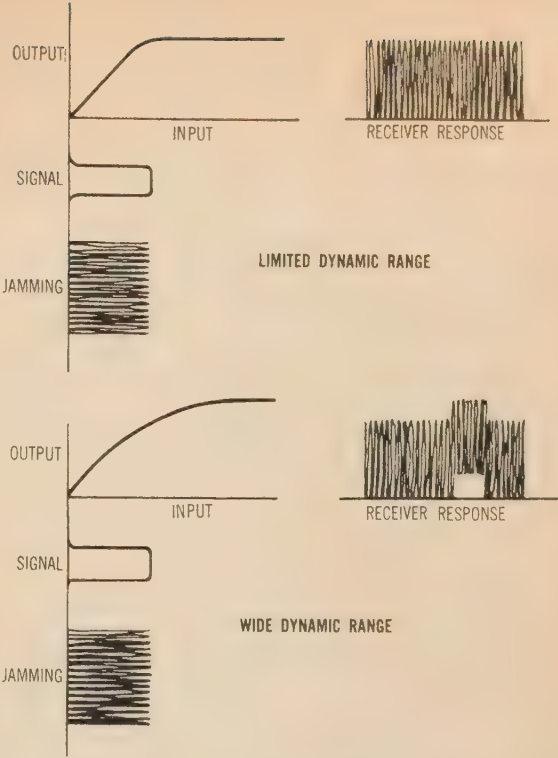 OUTPUT
INPUT
RECEIVER RESPONSE
SIGNAL
JAMMING
LIMITED DYNAMIC RANGE
OUTPUT
INPUT
RECEIVER RESPONSE
SIGNAL
JAMMING
WIDE DYNAMIC RANGE